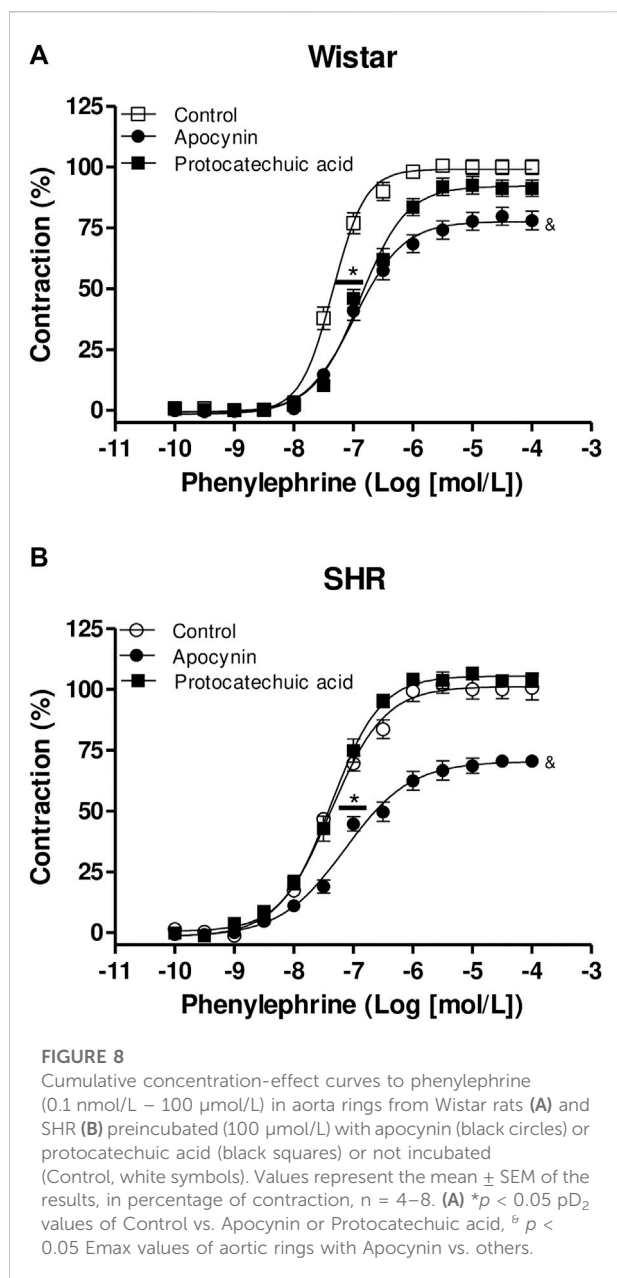 A
Wistar
Control
Apocynin
Protocatechuic acid
125
100
75
50
25
0
Contraction (%)
*
&
-11 -10 -9 -8 -7 -6 -5 -4 -3
Phenylephrine (Log [mol/L])
B
SHR
Control
Apocynin
Protocatechuic acid
125
100
75
50
25
0
Contraction (%)
*
&
-11 -10 -9 -8 -7 -6 -5 -4 -3
Phenylephrine (Log [mol/L])
FIGURE 8
Cumulative concentration-effect curves to phenylephrine
(0.1 nmol/L – 100 μmol/L) in aorta rings from Wistar rats (A) and
SHR (B) preincubated (100 μmol/L) with apocynin (black circles) or
protocatechuic acid (black squares) or not incubated
(Control, white symbols). Values represent the mean ± SEM of the
results, in percentage of contraction, n = 4–8. (A) *p < 0.05 pD₂
values of Control vs. Apocynin or Protocatechuic acid, & p <
0.05 Emax values of aortic rings with Apocynin vs. others.